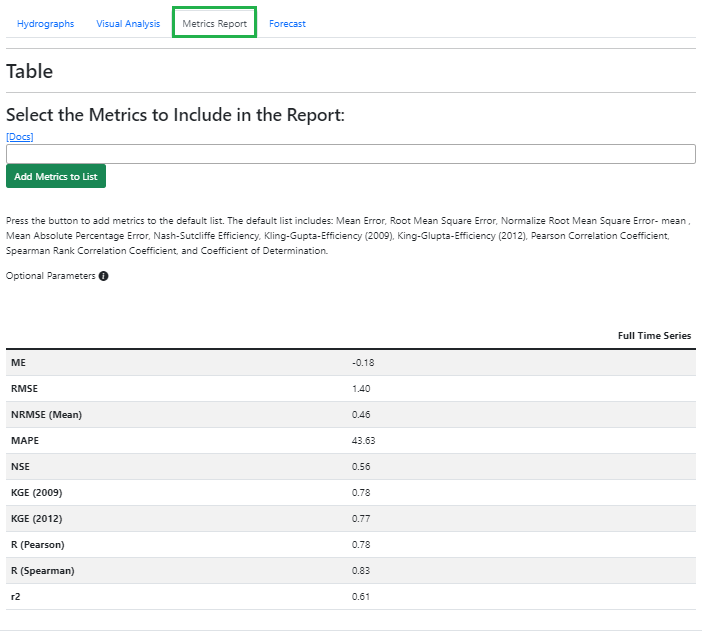 Hydrographs Visual Analysis Metrics Report Forecast
Table
Select the Metrics to Include in the Report:
[Docs]
Add Metrics to List
Press the button to add metrics to the default list. The default list includes: Mean Error, Root Mean Square Error, Normalize Root Mean Square Error- mean ,
Mean Absolute Percentage Error, Nash-Sutcliffe Efficiency, Kling-Gupta-Efficiency (2009), King-Glupta-Efficiency (2012), Pearson Correlation Coefficient,
Spearman Rank Correlation Coefficient, and Coefficient of Determination.
Optional Parameters i
Full Time Series
ME -0.18
RMSE 1.40
NRMSE (Mean) 0.46
MAPE 43.63
NSE 0.56
KGE (2009) 0.78
KGE (2012) 0.77
R (Pearson) 0.78
R (Spearman) 0.83
r2 0.61